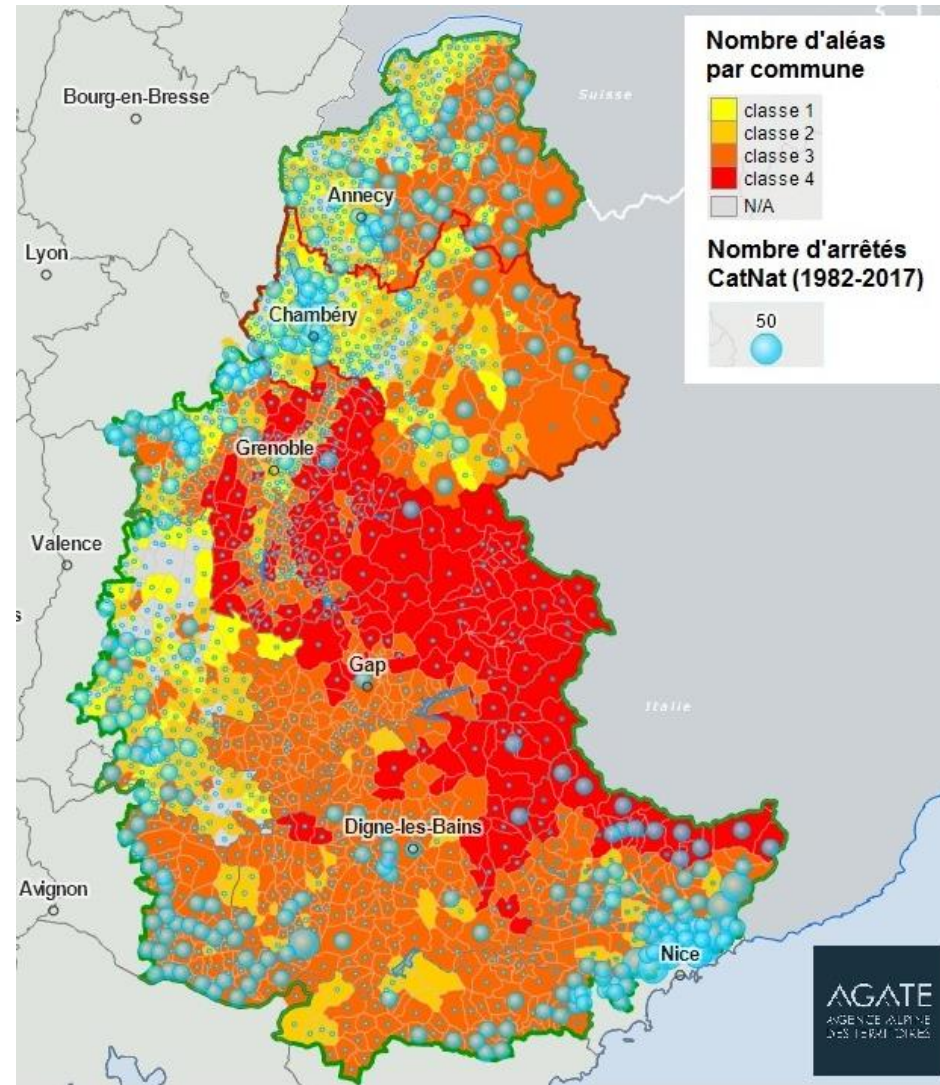 Nombre d'aléas
par commune
classe 1
classe 2
classe 3
classe 4
N/A
Nombre d'arrêtés
CatNat (1982-2017)
50
Bourg-en-Bresse
Suisse
Annecy
Lyon
Chambéry
Grenoble
Valence
s
Gap
Italie
Digne-les-Bains
Avignon
Nice
AGATE
AGENCE ALPINE
DES TERRITOIRES